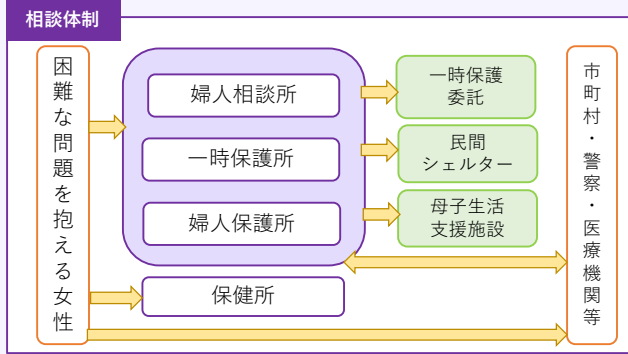 相談体制
困難な問題を抱える女性
婦人相談所
一時保護所
婦人保護所
保健所
一時保護
委託
民間
シェルター
母子生活
支援施設
市町村・警察・医療機関等